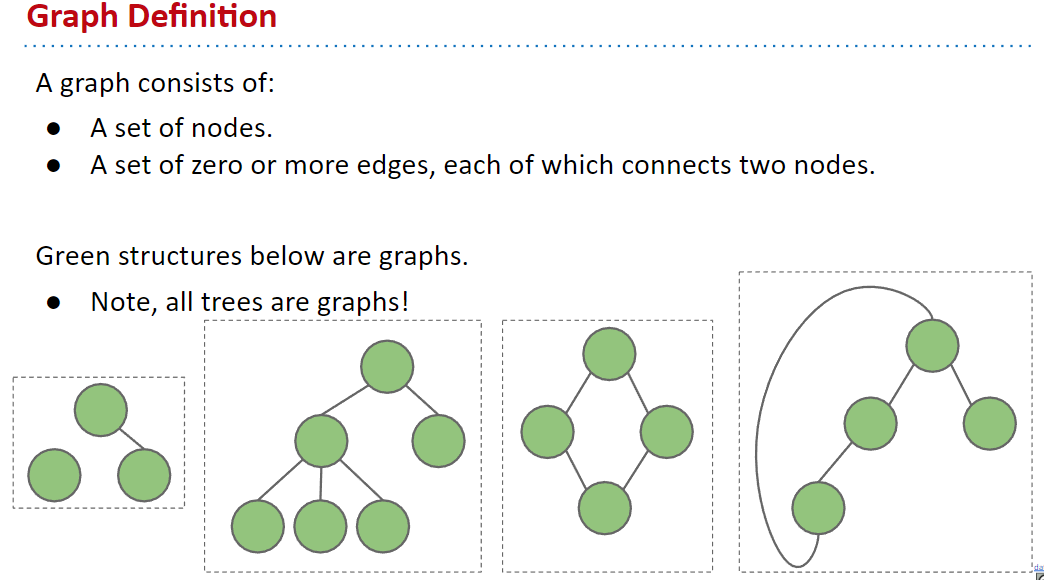 Graph Definition
A graph consists of:
● A set of nodes.
● A set of zero or more edges, each of which connects two nodes.
Green structures below are graphs.
● Note, all trees are graphs!